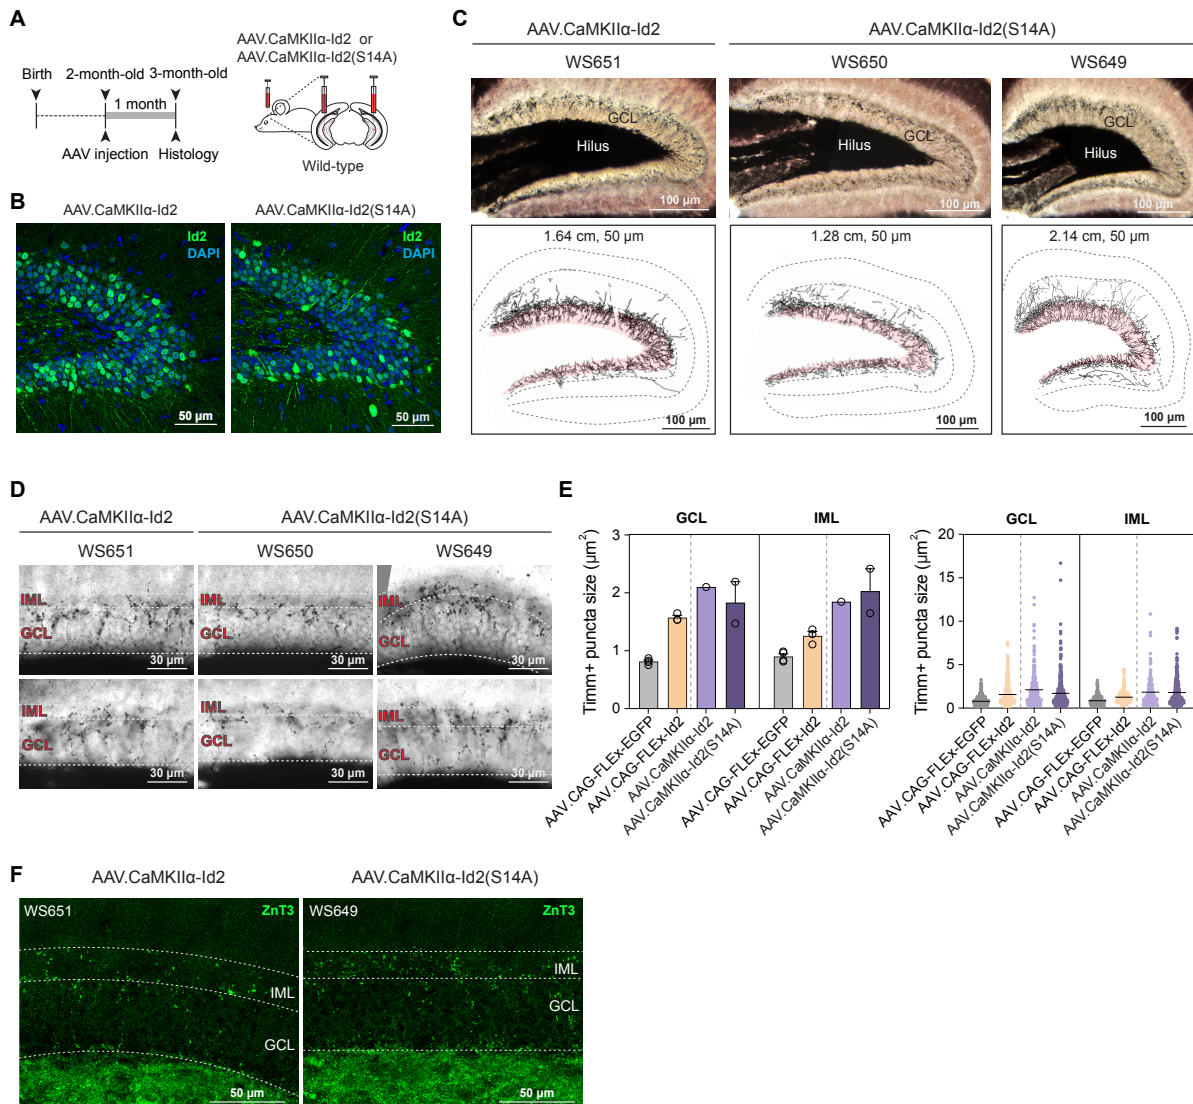 A
Birth
2-month-old
3-month-old
1 month
AAV injection
Histology
AAV.CaMKIIα-Id2 or
AAV.CaMKIIα-Id2(S14A)
Wild-type
B
AAV.CaMKIIα-Id2
AAV.CaMKIIα-Id2(S14A)
Id2
DAPI
50 µm
Id2
DAPI
50 µm
C
AAV.CaMKIIα-Id2
AAV.CaMKIIα-Id2(S14A)
WS651
WS650
WS649
GCL
Hilus
100 µm
GCL
Hilus
100 µm
GCL
Hilus
100 µm
1.64 cm, 50 µm
100 µm
1.28 cm, 50 µm
100 µm
2.14 cm, 50 µm
100 µm
D
AAV.CaMKIIα-Id2
AAV.CaMKIIα-Id2(S14A)
WS651
WS650
WS649
IML
GCL
30 µm
IML
GCL
30 µm
IML
GCL
30 µm
IML
GCL
30 µm
IML
GCL
30 µm
IML
GCL
30 µm
E
GCL
IML
Timm+ puncta size (µm²)
3
2
1
0
AAV.CAG-FLEx-EGFP
AAV.CAG-FLEX-Id2
AAV.CaMKIIα-Id2
AAV.CaMKIIα-Id2(S14A)
AAV.CAG-FLEx-EGFP
AAV.CAG-FLEX-Id2
AAV.CaMKIIα-Id2
AAV.CaMKIIα-Id2(S14A)
GCL
IML
Timm+ puncta size (µm²)
20
15
10
5
0
AAV.CAG-FLEx-EGFP
AAV.CAG-FLEX-Id2
AAV.CaMKIIα-Id2
AAV.CaMKIIα-Id2(S14A)
AAV.CAG-FLEx-EGFP
AAV.CAG-FLEX-Id2
AAV.CaMKIIα-Id2
AAV.CaMKIIα-Id2(S14A)
F
AAV.CaMKIIα-Id2
AAV.CaMKIIα-Id2(S14A)
WS651
ZnT3
IML
GCL
50 µm
WS649
ZnT3
IML
GCL
50 µm